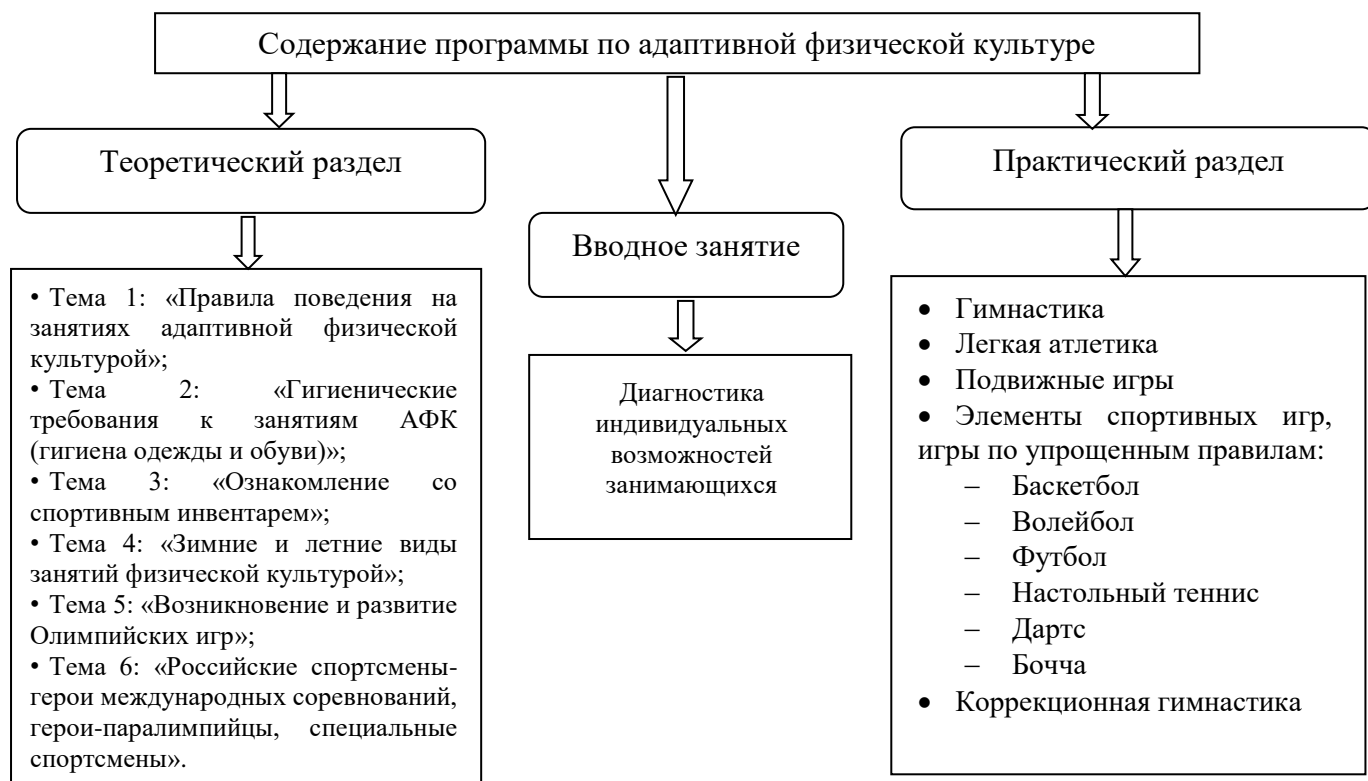 Содержание программы по адаптивной физической культуре
Теоретический раздел
• Тема 1: «Правила поведения на
занятиях адаптивной физической
культурой»;
• Тема 2: «Гигиенические
требования к занятиям АФК
(гигиена одежды и обуви)»;
• Тема 3: «Ознакомление со
спортивным инвентарем»;
• Тема 4: «Зимние и летние виды
занятий физической культурой»;
• Тема 5: «Возникновение и развитие
Олимпийских игр»;
• Тема 6: «Российские спортсмены-
герои международных соревнований,
герои-паралимпийцы, специальные
спортсмены».
Вводное занятие
Диагностика
индивидуальных
возможностей
занимающихся
Практический раздел
• Гимнастика
• Легкая атлетика
• Подвижные игры
• Элементы спортивных игр,
игры по упрощенным правилам:
– Баскетбол
– Волейбол
– Футбол
– Настольный теннис
– Дартс
– Бочча
• Коррекционная гимнастика